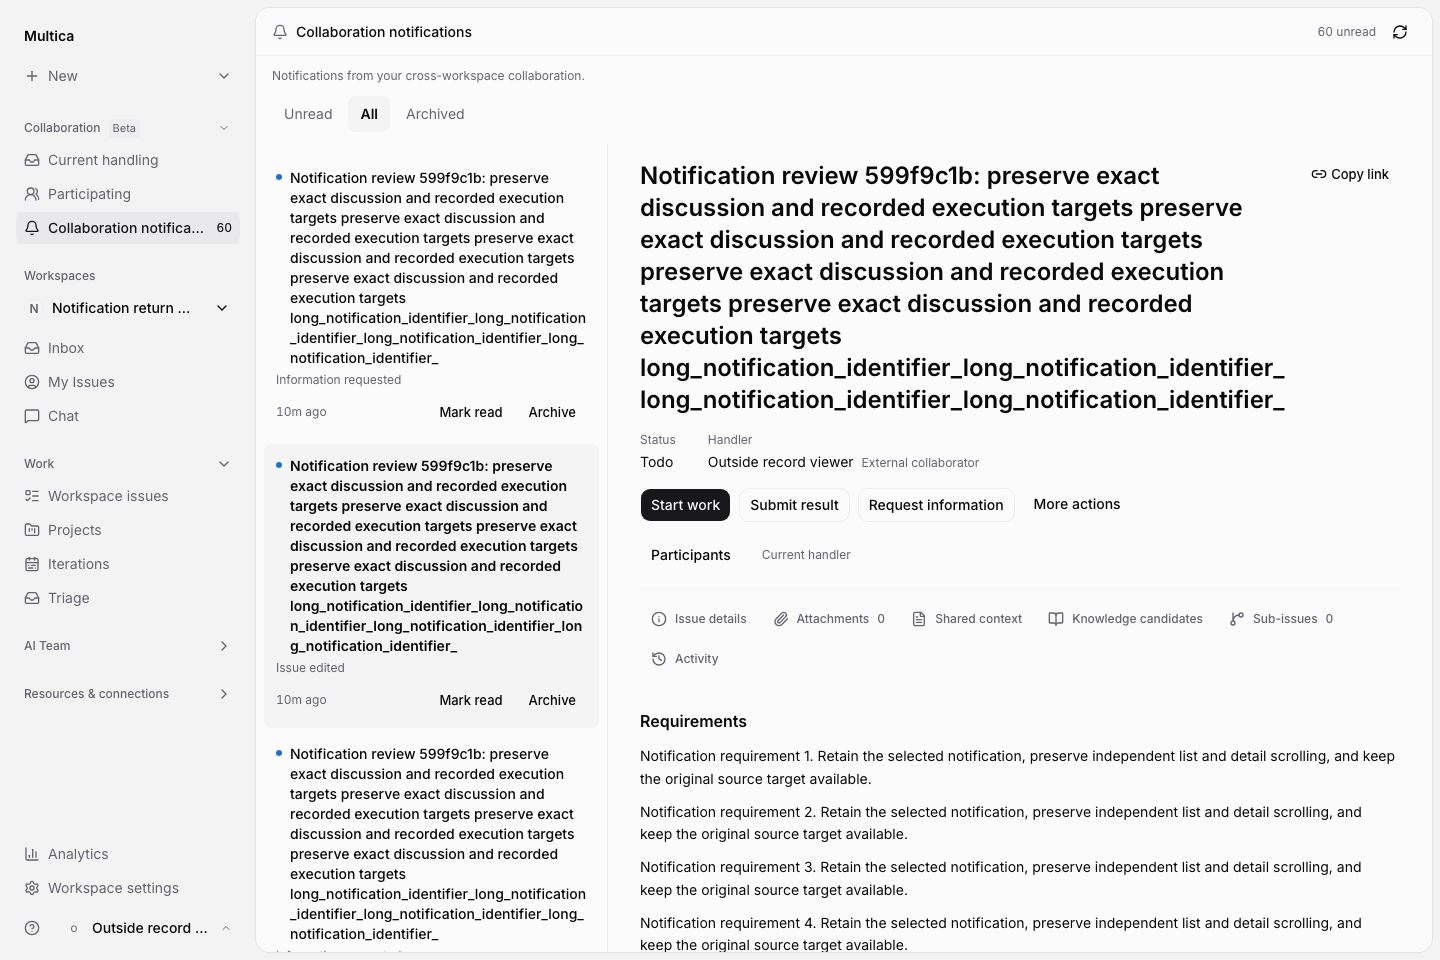 Multica
New
Collaboration Beta
Current handling
Participating
Collaboration notifica... 60
Workspaces
N Notification return ...
Inbox
My Issues
Chat
Work
Workspace issues
Projects
Iterations
Triage
AI Team
Resources & connections
Analytics
Workspace settings
O Outside record ...
Collaboration notifications
60 unread
Notifications from your cross-workspace collaboration.
Unread All Archived
Notification review 599f9c1b: preserve
exact discussion and recorded execution
targets preserve exact discussion and
recorded execution targets preserve exact
discussion and recorded execution targets
preserve exact discussion and recorded
execution targets
long_notification_identifier_long_notification
_identifier_long_notification_identifier_long_
notification_identifier_
Information requested
10m ago Mark read Archive
Notification review 599f9c1b: preserve
exact discussion and recorded execution
targets preserve exact discussion and
recorded execution targets preserve exact
discussion and recorded execution targets
preserve exact discussion and recorded
execution targets
long_notification_identifier_long_notificatio
n_identifier_long_notification_identifier_lon
g_notification_identifier_
Issue edited
10m ago Mark read Archive
Notification review 599f9c1b: preserve
exact discussion and recorded execution
targets preserve exact discussion and
recorded execution targets preserve exact
discussion and recorded execution targets
preserve exact discussion and recorded
execution targets
long_notification_identifier_long_notification
_identifier_long_notification_identifier_long_
notification_identifier_
Notification review 599f9c1b: preserve exact
discussion and recorded execution targets preserve
exact discussion and recorded execution targets
preserve exact discussion and recorded execution
targets preserve exact discussion and recorded
execution targets
long_notification_identifier_long_notification_identifier_
long_notification_identifier_long_notification_identifier_
Copy link
Status Handler
Todo Outside record viewer External collaborator
Start work Submit result Request information More actions
Participants Current handler
Issue details Attachments 0 Shared context Knowledge candidates Sub-issues 0
Activity
Requirements
Notification requirement 1. Retain the selected notification, preserve independent list and detail scrolling, and keep
the original source target available.
Notification requirement 2. Retain the selected notification, preserve independent list and detail scrolling, and
keep the original source target available.
Notification requirement 3. Retain the selected notification, preserve independent list and detail scrolling, and
keep the original source target available.
Notification requirement 4. Retain the selected notification, preserve independent list and detail scrolling, and
keep the original source target available.